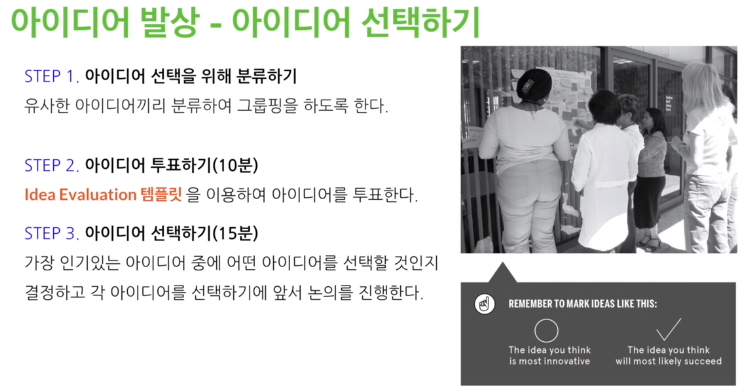 아이디어 발상 - 아이디어 선택하기
STEP 1. 아이디어 선택을 위해 분류하기
유사한 아이디어끼리 분류하여 그룹핑을 하도록 한다.
STEP 2. 아이디어 투표하기(10분)
Idea Evaluation 템플릿 을 이용하여 아이디어를 투표한다.
STEP 3. 아이디어 선택하기(15분)
가장 인기있는 아이디어 중에 어떤 아이디어를 선택할 것인지
결정하고 각 아이디어를 선택하기에 앞서 논의를 진행한다.
REMEMBER TO MARK IDEAS LIKE THIS:
The idea you think
is most innovative
The idea you think
will most likely succeed